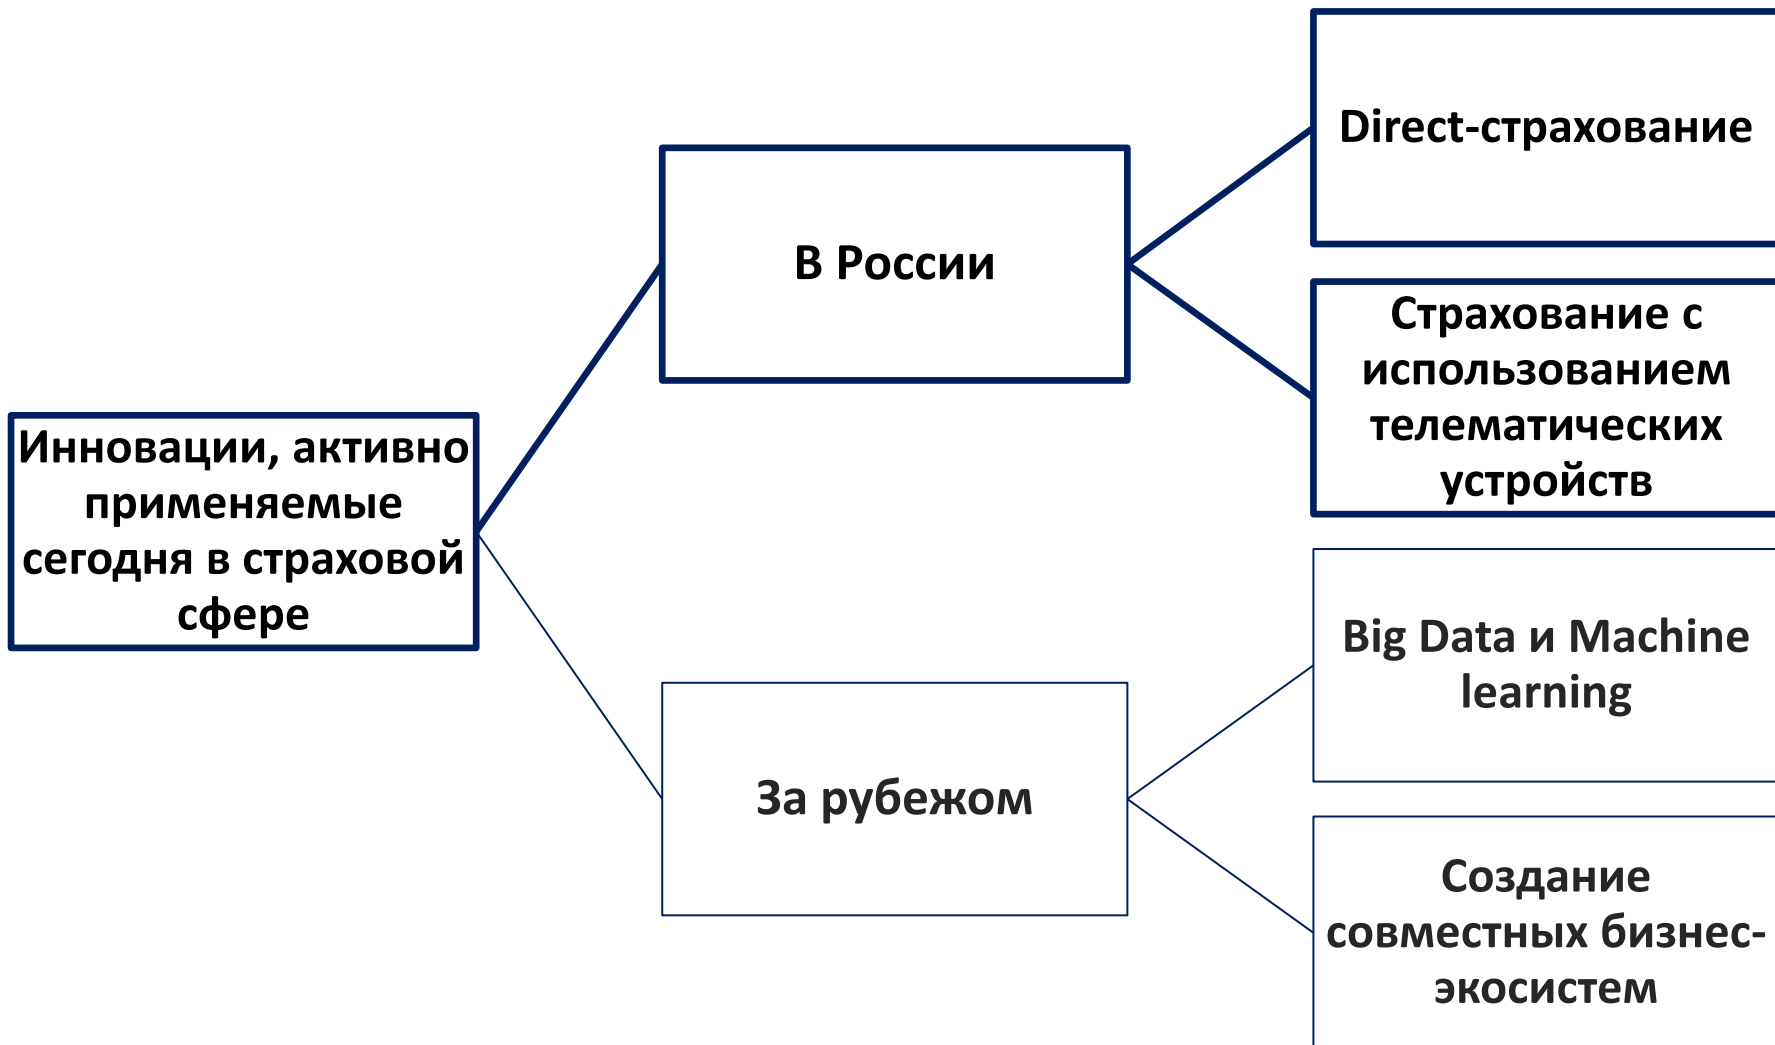 Инновации, активно
применяемые
сегодня в страховой
сфере
В России
Direct-страхование
Страхование с
использованием
телематических
устройств
За рубежом
Big Data и Machine
learning
Создание
совместных бизнес-
экосистем